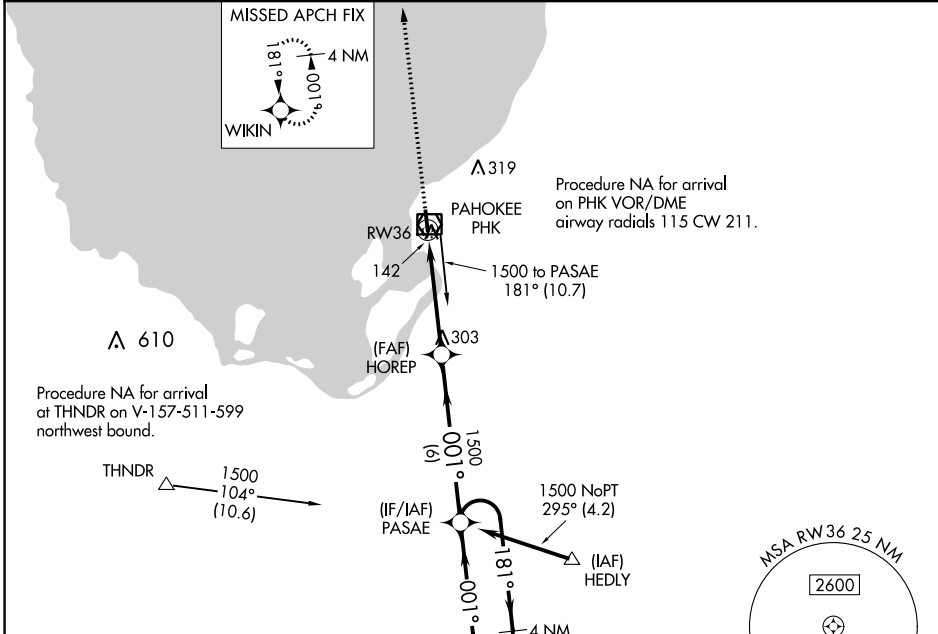 MISSED APCH FIX
4 NM
181°
001°
WIKIN
319
Procedure NA for arrival
on PHK VOR/DME
airway radials 115 CW 211.
PAHOKEE
PHK
RW36
142
1500 to PASAE
181° (10.7)
610
303
(FAF)
HOREP
Procedure NA for arrival
at THNDR on V-157-511-599
northwest bound.
1500
001°
(6)
THNDR
1500
104°
(10.6)
(IF/IAF)
PASAE
1500 NoPT
295° (4.2)
(IAF)
HEDLY
181°
001°
4 NM
MSA RW36 25 NM
2600